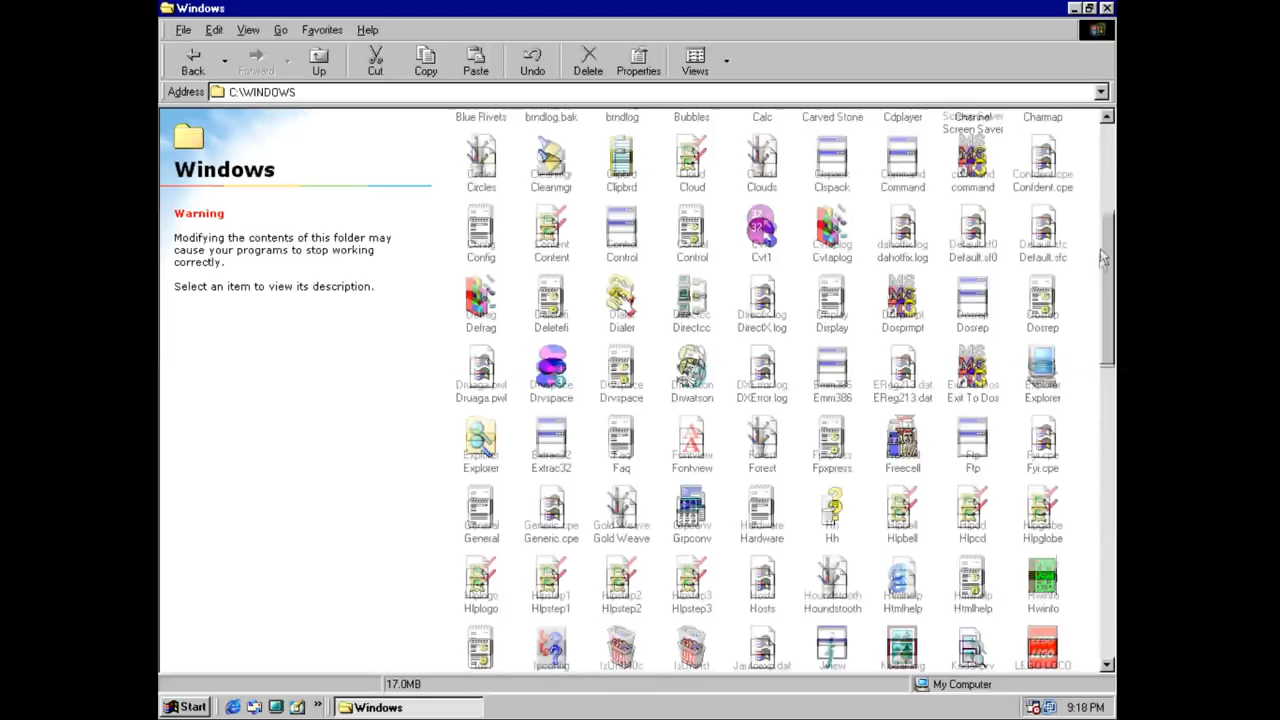 Windows
File Edit View Go Favorites Help
Back Forward Up Cut Copy Paste Undo Delete Properties Views
Address C:\WINDOWS
Windows
Warning
Modifying the contents of this folder may
cause your programs to stop working
correctly.
Select an item to view its description.
Blue Rivets brndlog.bak brndlog Bubbles Calc Carved Stone Cdplayer Channel Screen Saver Charmap
Circles Cleanmgr Clipbrd Cloud Clouds Clspack Command command Confdent.cpe
Config Content Control Control Cvt1 Cvtaplog dahotfix.log Default.sf0 Default.sfc
Defrag Deletefi Dialer Directcc DirectX.log Display Dosprmpt Dosrep Dosrep
Druaga.pwl Drvspace Drvspace Drwatson DXError.log Emm386 EReg213.dat Exit To Dos Explorer
Explorer Extrac32 Faq Fontview Forest Fpxpress Freecell Ftp Fyi.cpe
General Generic.cpe Gold Weave Grpconv Hardware Hh Hlpbell Hlpcd Hlpglobe
Hlplogo Hlpstep1 Hlpstep2 Hlpstep3 Hosts Houndstooth Htmlhelp Htmlhelp Hwinfo
Jautoexp.dat Jview LEGO LOCO
17.0MB My Computer
Start Windows 9:18 PM